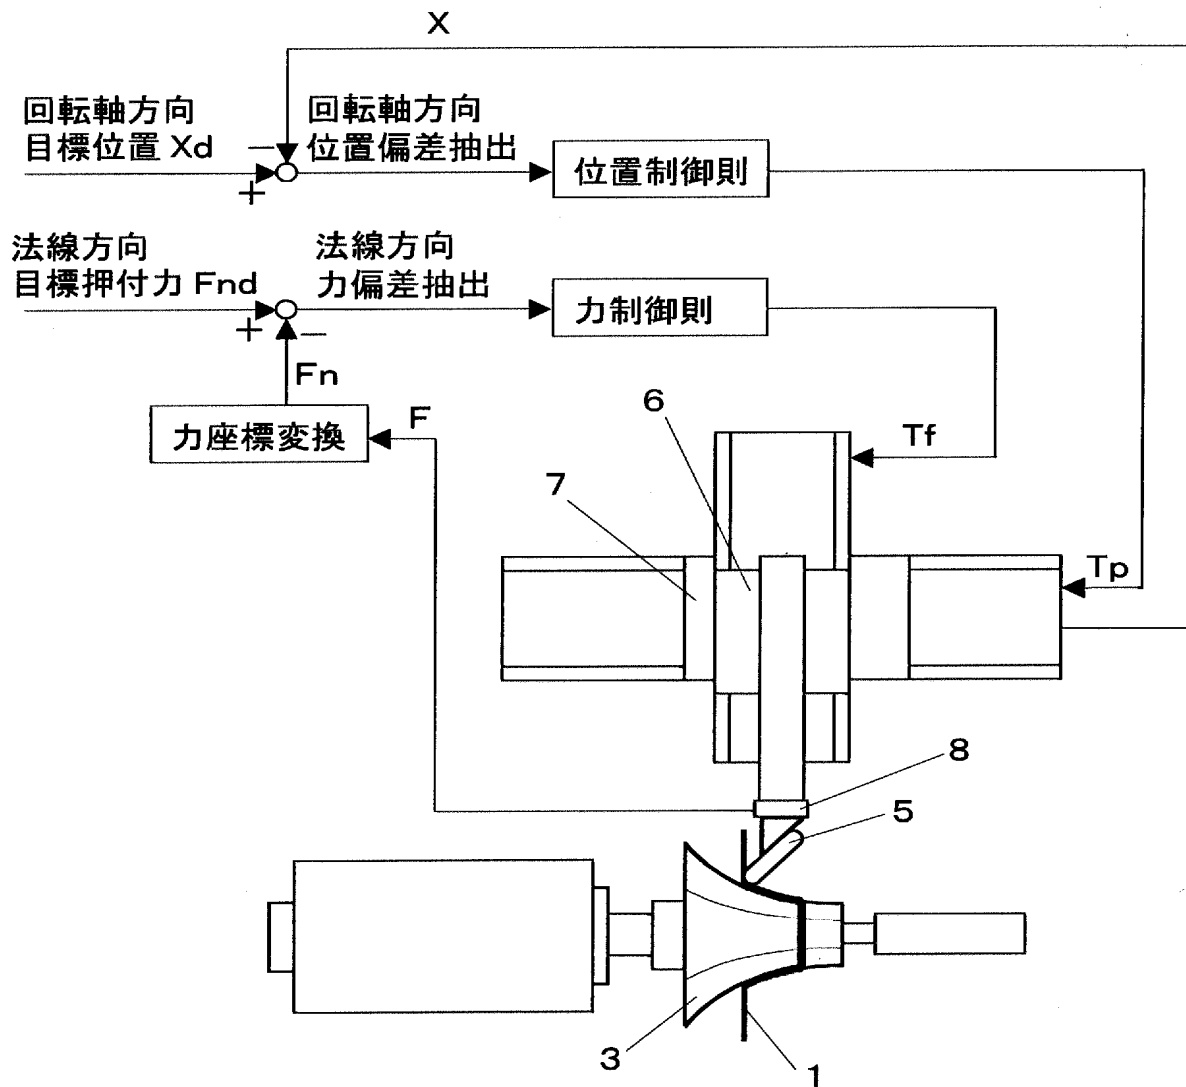 X
回転軸方向
目標位置 Xd
回転軸方向
位置偏差抽出
−
+
位置制御則
法線方向
目標押付力 Fnd
法線方向
力偏差抽出
+
−
力制御則
Fn
力座標変換
F
6
Tf
7
Tp
8
5
3
1